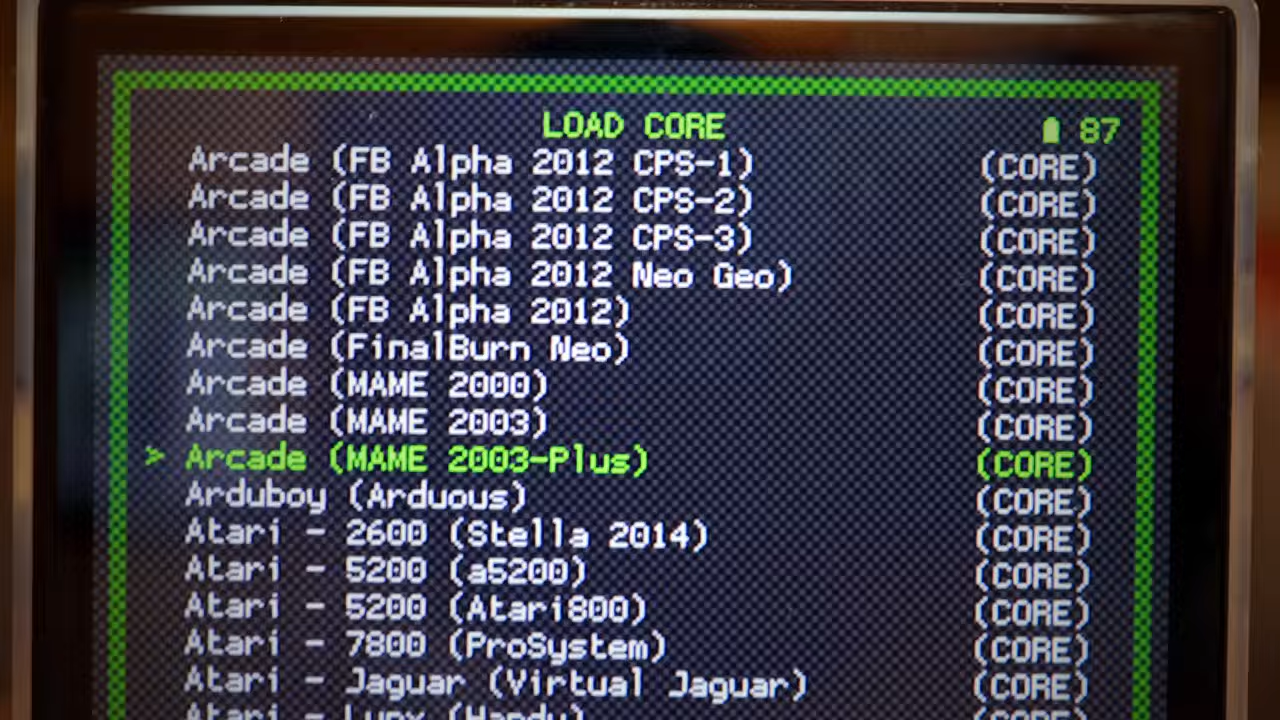 LOAD CORE 87
Arcade (FB Alpha 2012 CPS-1) (CORE)
Arcade (FB Alpha 2012 CPS-2) (CORE)
Arcade (FB Alpha 2012 CPS-3) (CORE)
Arcade (FB Alpha 2012 Neo Geo) (CORE)
Arcade (FB Alpha 2012) (CORE)
Arcade (FinalBurn Neo) (CORE)
Arcade (MAME 2000) (CORE)
Arcade (MAME 2003) (CORE)
> Arcade (MAME 2003-Plus) (CORE)
Arduboy (Arduous) (CORE)
Atari - 2600 (Stella 2014) (CORE)
Atari - 5200 (a5200) (CORE)
Atari - 5200 (Atari800) (CORE)
Atari - 7800 (ProSystem) (CORE)
Atari - Jaguar (Virtual Jaguar) (CORE)
Atari - Lynx (Handy) (CORE)